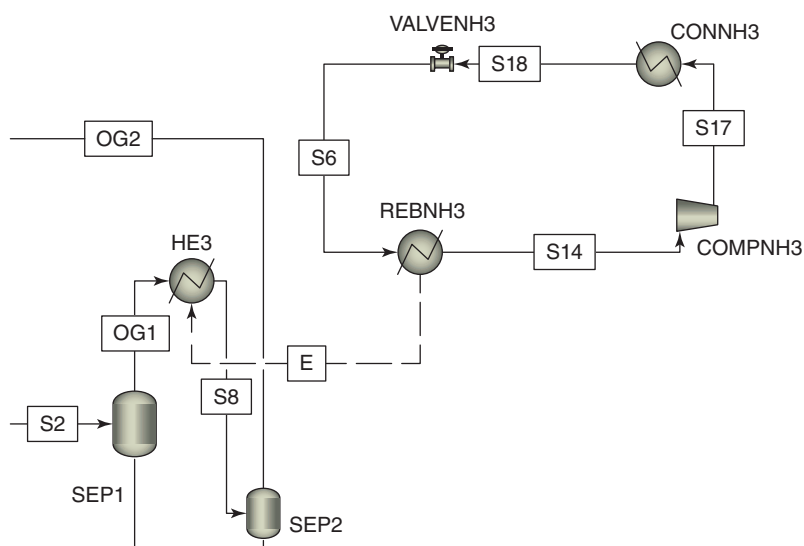 VALVENH3
CONNH3
S18
S17
OG2
S6
REBNH3
HE3
S14
COMPNH3
OG1
E
S8
S2
SEP1
SEP2